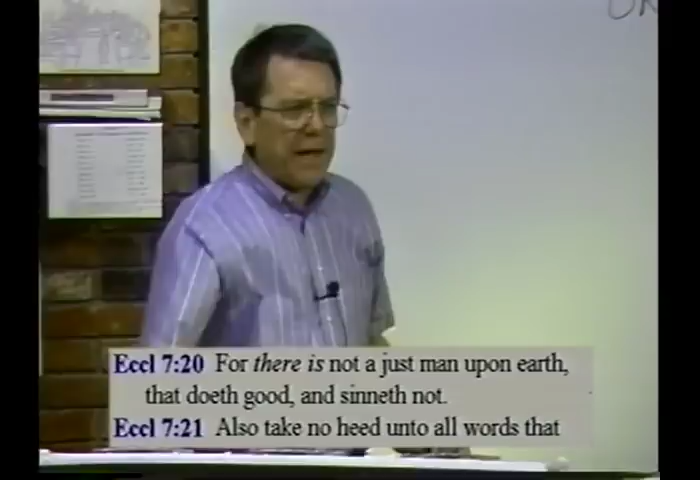 Eccl 7:20 For there is not a just man upon earth,
that doeth good, and sinneth not.
Eccl 7:21 Also take no heed unto all words that